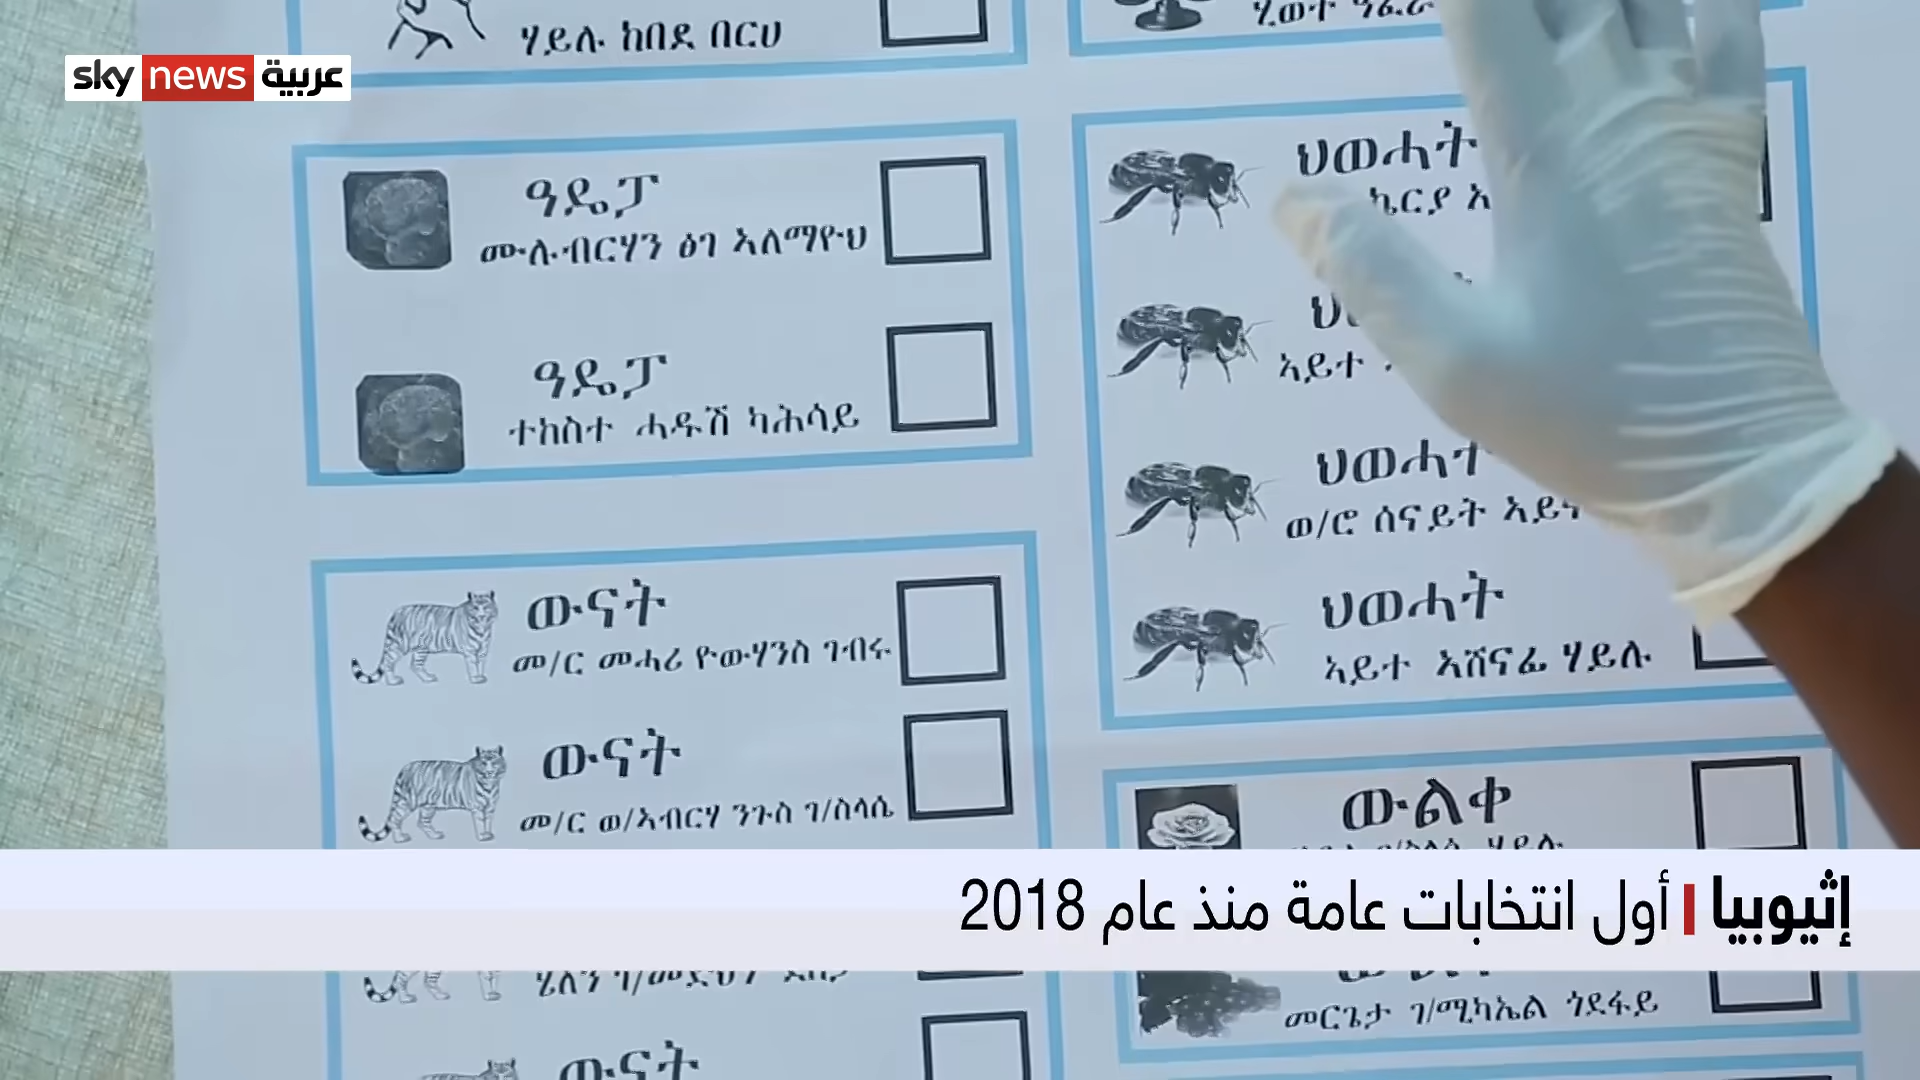 sky news عربية
ሃይሉ ከበደ በርሀ
ዓዴፓ
ሙሉብርሃን ፅገ ኣለማዮህ
ዓዴፓ
ተከስተ ሓዱሽ ካሕሳይ
ውናት
መ/ር መሓሪ ዮውሃንስ ገብሩ
ውናት
መ/ር ወ/ኣብርሃ ንጉስ ገ/ስላሴ
ውናት
ህወሓት
ኬርያ
ኣይተ
ህወሓት
ወ/ሮ ሰናይት
ህወሓት
ኣይተ ኣሸናፊ ሃይሉ
ውልቀ
መርጌታ ገ/ሚካኤል ጎደፋይ
إثيوبيا أول انتخابات عامة منذ عام 2018